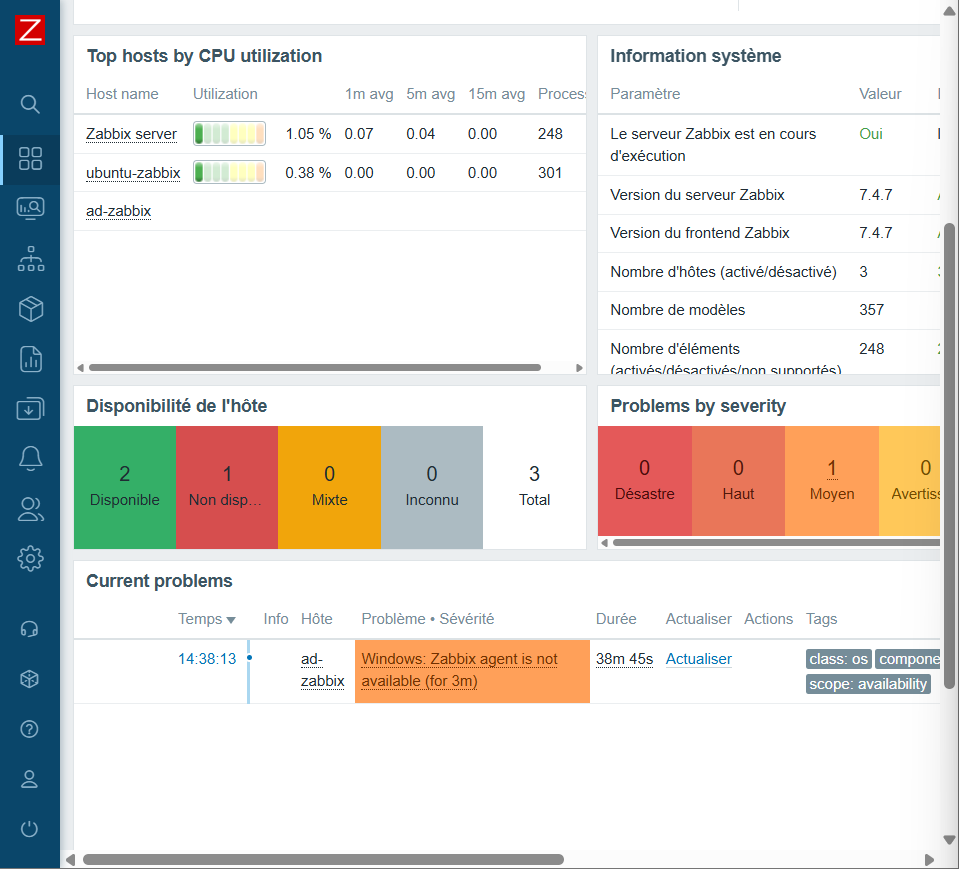 Z
Top hosts by CPU utilization
Host name Utilization 1m avg 5m avg 15m avg Proces
Zabbix server 1.05 % 0.07 0.04 0.00 248
ubuntu-zabbix 0.38 % 0.00 0.00 0.00 301
ad-zabbix
Information système
Paramètre Valeur
Le serveur Zabbix est en cours
d'exécution Oui
Version du serveur Zabbix 7.4.7
Version du frontend Zabbix 7.4.7
Nombre d'hôtes (activé/désactivé) 3
Nombre de modèles 357
Nombre d'éléments 248
(activés/désactivés/non supportés)
Disponibilité de l'hôte
2 1 0 0 3
Disponible Non disp… Mixte Inconnu Total
Problems by severity
0 0 1 0
Désastre Haut Moyen Avertiss
Current problems
Temps Info Hôte Problème • Sévérité Durée Actualiser Actions Tags
14:38:13 ad- Windows: Zabbix agent is not 38m 45s Actualiser class: os compone
zabbix available (for 3m) scope: availability